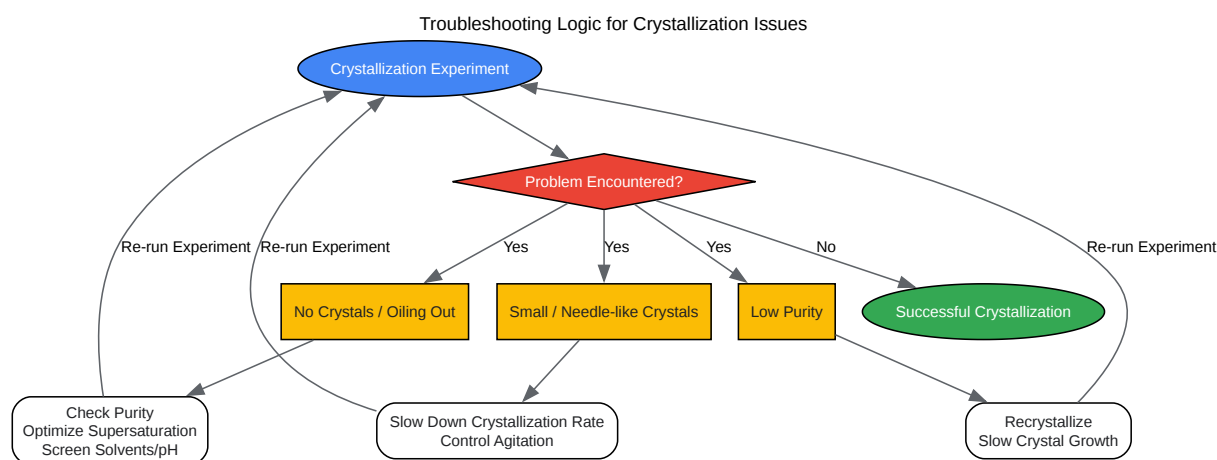 Troubleshooting Logic for Crystallization Issues
Crystallization Experiment
Problem Encountered?
Re-run Experiment
Re-run Experiment
Yes
Yes
Yes
No
Re-run Experiment
No Crystals / Oiling Out
Small / Needle-like Crystals
Low Purity
Successful Crystallization
Check Purity
Optimize Supersaturation
Screen Solvents/pH
Slow Down Crystallization Rate
Control Agitation
Recrystallize
Slow Crystal Growth